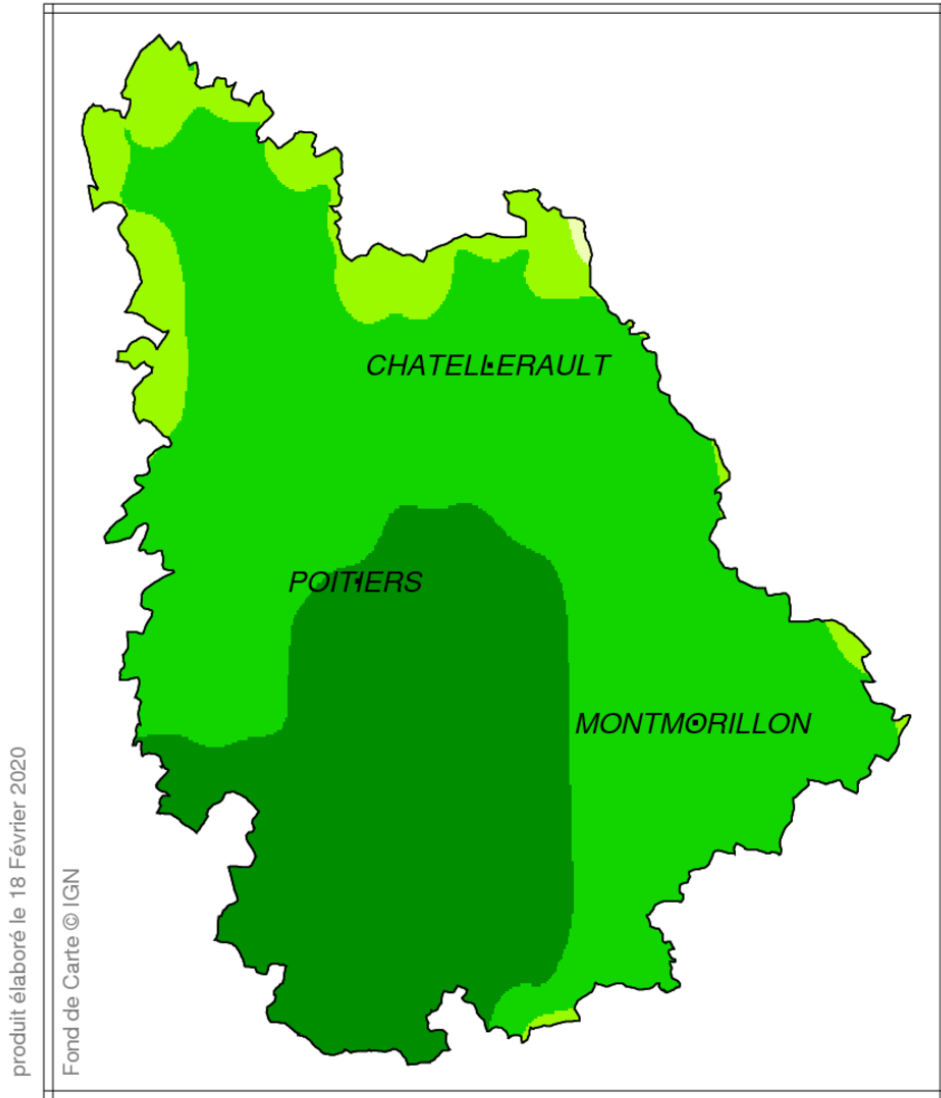 CHATELLERAULT
POITIERS
MONTMORILLON
produit élaboré le 18 Février 2020
Fond de Carte © IGN